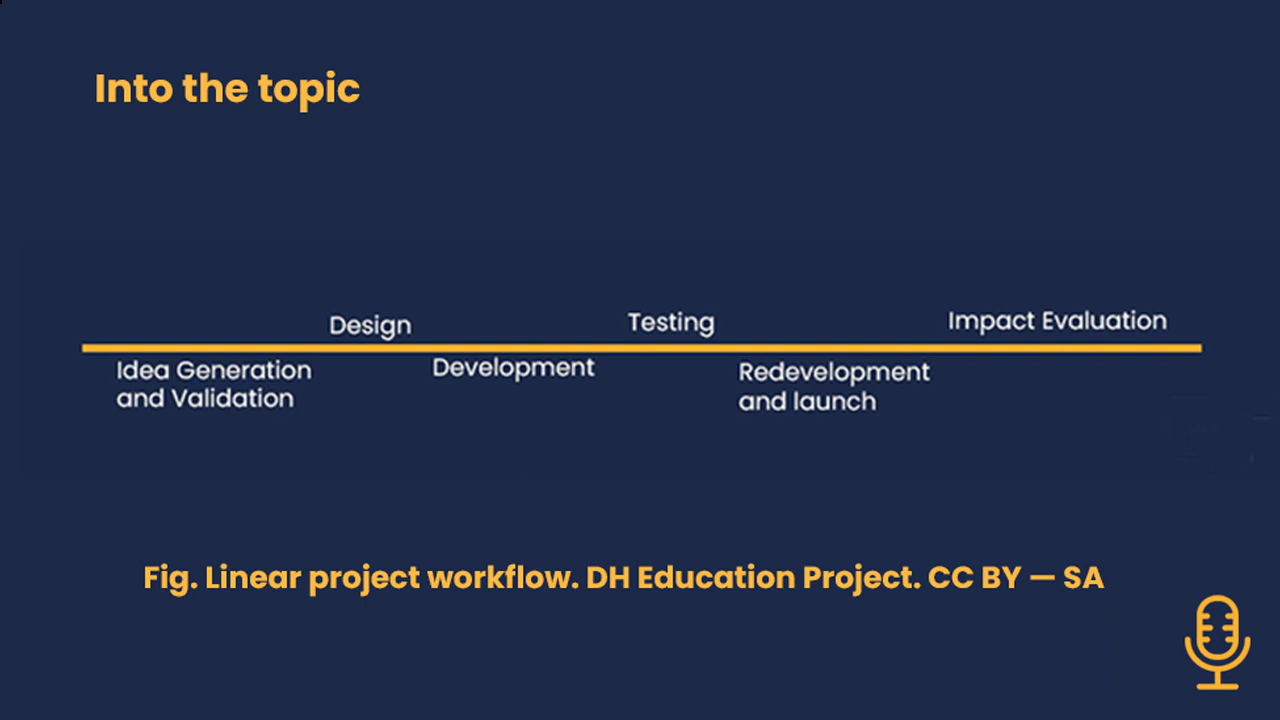 Into the topic
Design
Testing
Impact Evaluation
Idea Generation
and Validation
Development
Redevelopment
and launch
Fig. Linear project workflow. DH Education Project. CC BY — SA